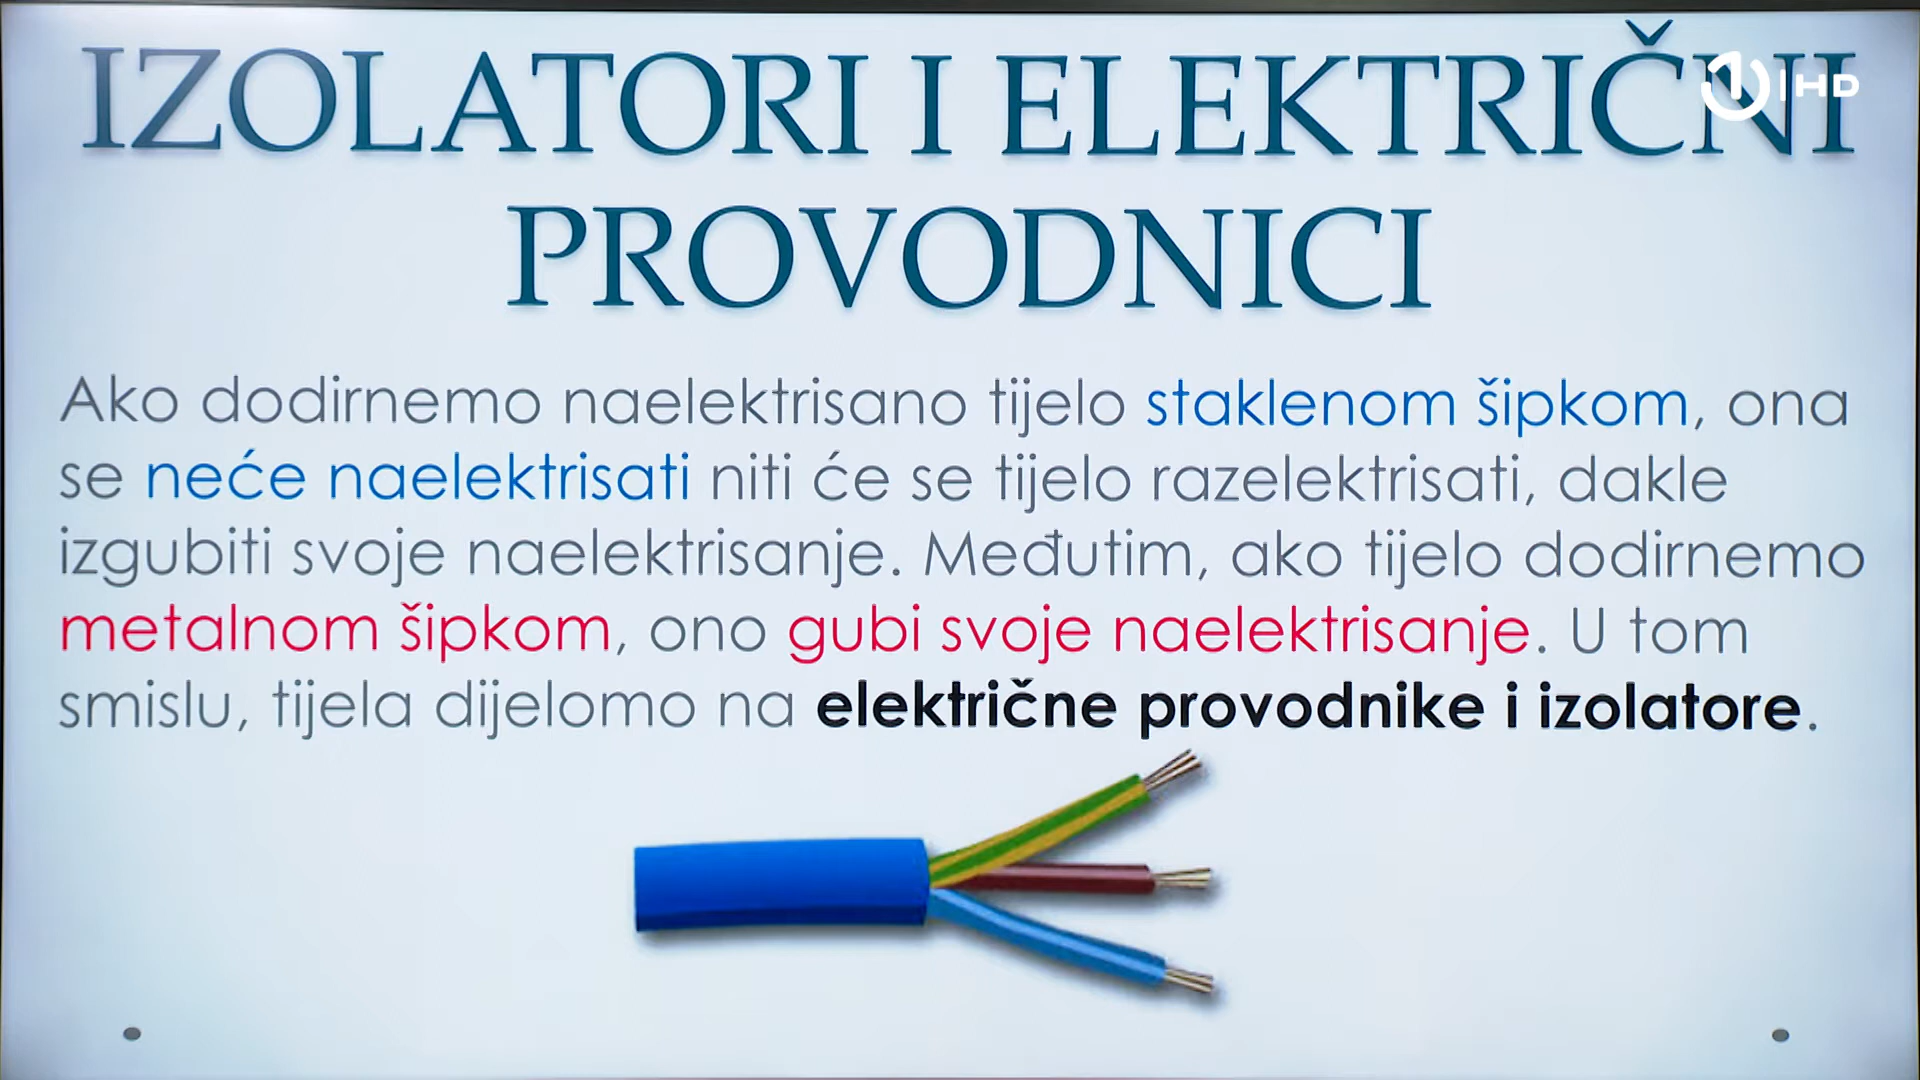 IZOLATORI I ELEKTRIČNI
PROVODNICI
1 HD
Ako dodirnemo naelektrisano tijelo staklenom šipkom, ona
se neće naelektrisati niti će se tijelo razelektrisati, dakle
izgubiti svoje naelektrisanje. Međutim, ako tijelo dodirnemo
metalnom šipkom, ono gubi svoje naelektrisanje. U tom
smislu, tijela dijelomo na električne provodnike i izolatore.